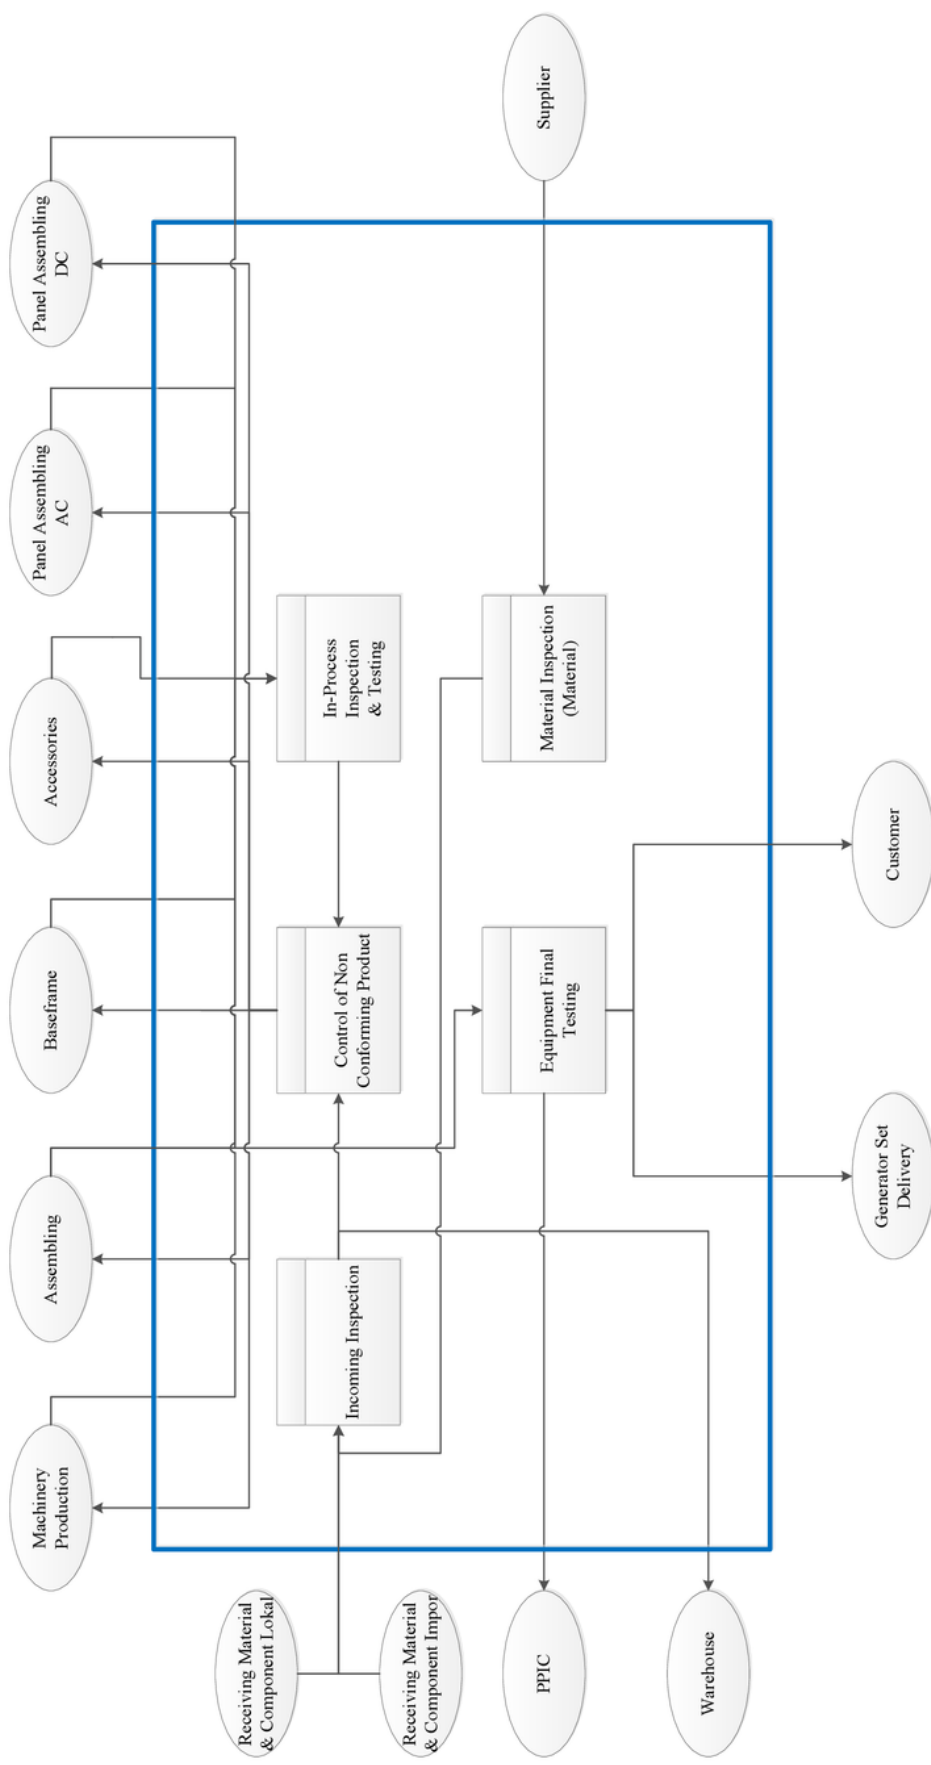 Machinery
Production
Assembling
Baseframe
Accessories
Panel Assembling
AC
Panel Assembling
DC
Receiving Material
& Component Lokal
Incoming Inspection
Control of Non
Conforming Product
In-Process
Inspection
& Testing
Receiving Material
& Component Impor
PPIC
Equipment Final
Testing
Material Inspection
(Material)
Supplier
Warehouse
Generator Set
Delivery
Customer